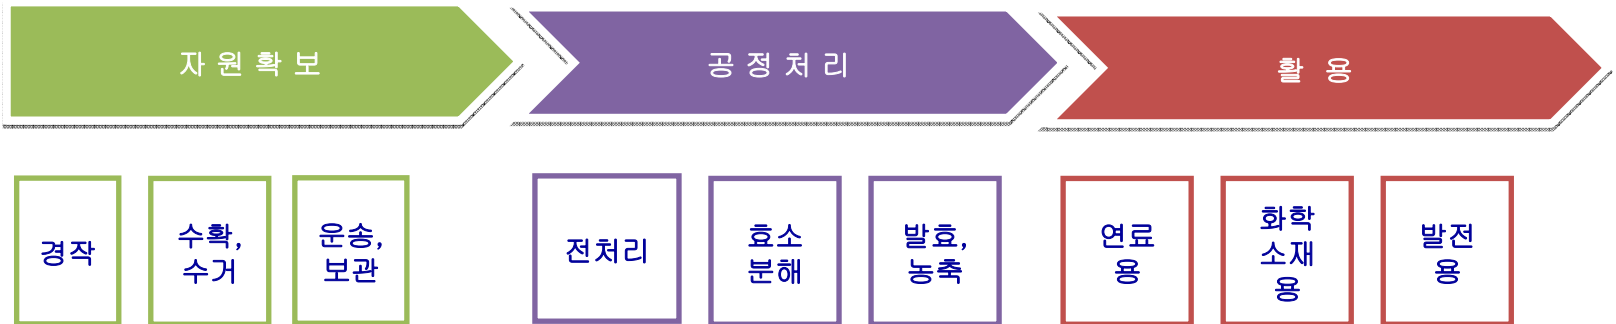 자원확보
공정처리
활 용
경작
수확,
수거
운송,
보관
전처리
효소
분해
발효,
농축
연료
용
화학
소재
용
발전
용